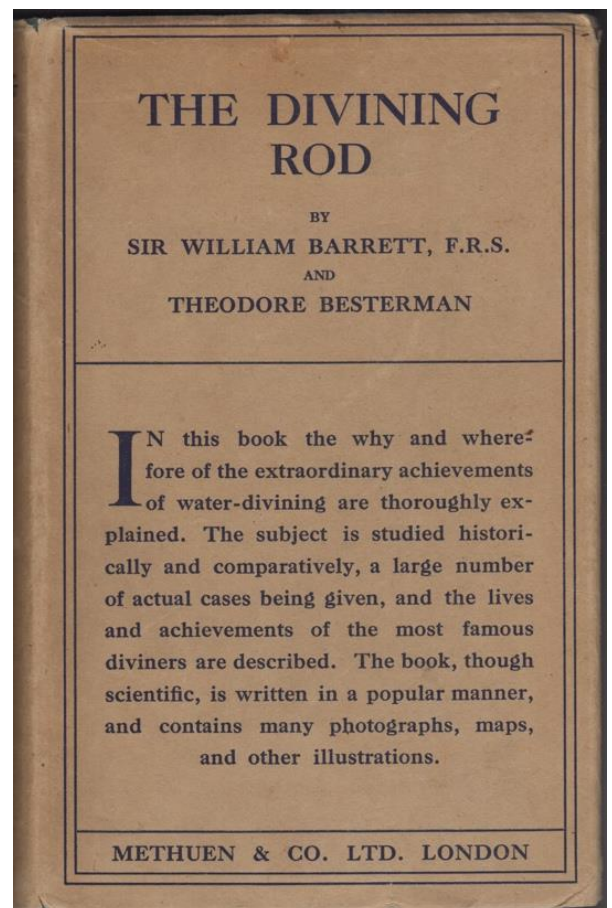 THE DIVINING
ROD
BY
SIR WILLIAM BARRETT, F.R.S.
AND
THEODORE BESTERMAN
IN this book the why and where-
fore of the extraordinary achievements
of water-divining are thoroughly ex-
plained. The subject is studied histori-
cally and comparatively, a large number
of actual cases being given, and the lives
and achievements of the most famous
diviners are described. The book, though
scientific, is written in a popular manner,
and contains many photographs, maps,
and other illustrations.
METHUEN & CO. LTD. LONDON